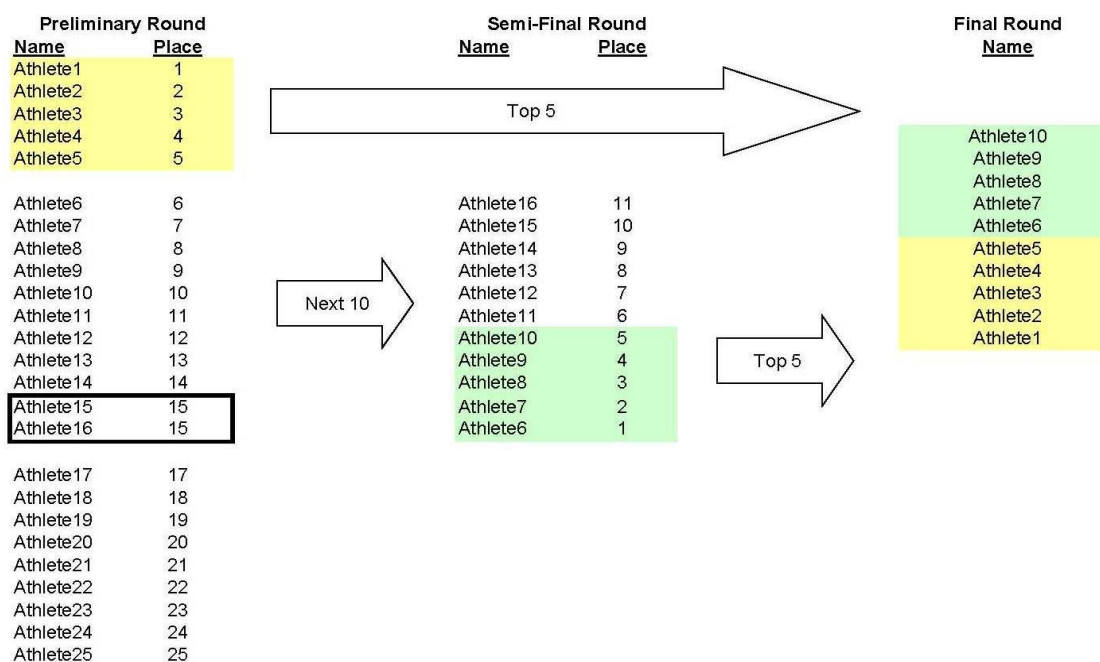 Preliminary Round
Name Place
Athlete1 1
Athlete2 2
Athlete3 3
Athlete4 4
Athlete5 5
Athlete6 6
Athlete7 7
Athlete8 8
Athlete9 9
Athlete10 10
Athlete11 11
Athlete12 12
Athlete13 13
Athlete14 14
Athlete15 15
Athlete16 15
Athlete17 17
Athlete18 18
Athlete19 19
Athlete20 20
Athlete21 21
Athlete22 22
Athlete23 23
Athlete24 24
Athlete25 25
Top 5
Next 10
Semi-Final Round
Name Place
Athlete16 11
Athlete15 10
Athlete14 9
Athlete13 8
Athlete12 7
Athlete11 6
Athlete10 5
Athlete9 4
Athlete8 3
Athlete7 2
Athlete6 1
Top 5
Final Round
Name
Athlete10
Athlete9
Athlete8
Athlete7
Athlete6
Athlete5
Athlete4
Athlete3
Athlete2
Athlete1